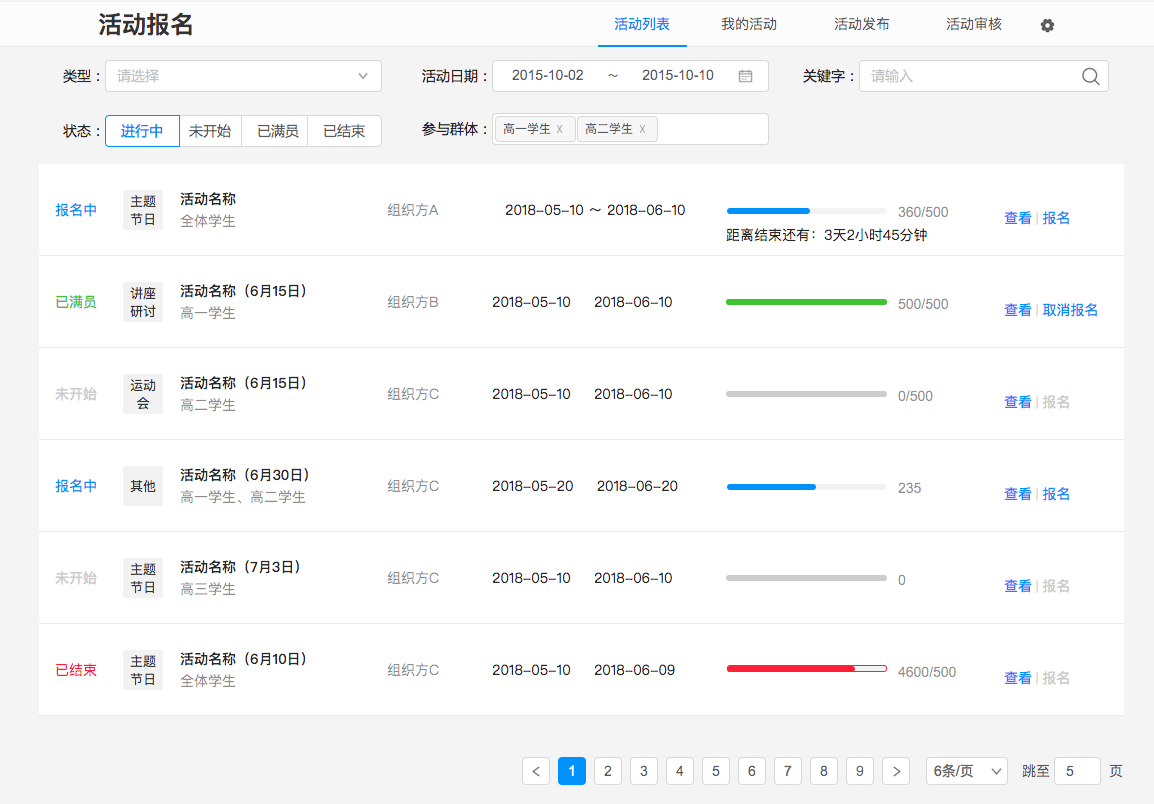 活动报名 活动列表 我的活动 活动发布 活动审核
类型： 请选择 活动日期： 2015-10-02 ~ 2015-10-10 关键字： 请输入
状态： 进行中 未开始 已满员 已结束 参与群体： 高一学生 x 高二学生 x
报名中 主题节日 活动名称 组织方A 2018-05-10 ～ 2018-06-10 360/500 查看 | 报名
全体学生 距离结束还有：3天2小时45分钟
已满员 讲座研讨 活动名称（6月15日） 组织方B 2018-05-10 2018-06-10 500/500 查看 | 取消报名
高一学生
未开始 运动会 活动名称（6月15日） 组织方C 2018-05-10 2018-06-10 0/500 查看 | 报名
高二学生
报名中 其他 活动名称（6月30日） 组织方C 2018-05-20 2018-06-20 235 查看 | 报名
高一学生、高二学生
未开始 主题节日 活动名称（7月3日） 组织方C 2018-05-10 2018-06-10 0 查看 | 报名
高三学生
已结束 主题节日 活动名称（6月10日） 组织方C 2018-05-10 2018-06-09 4600/500 查看 | 报名
全体学生
< 1 2 3 4 5 6 7 8 9 > 6条/页 跳至 5 页